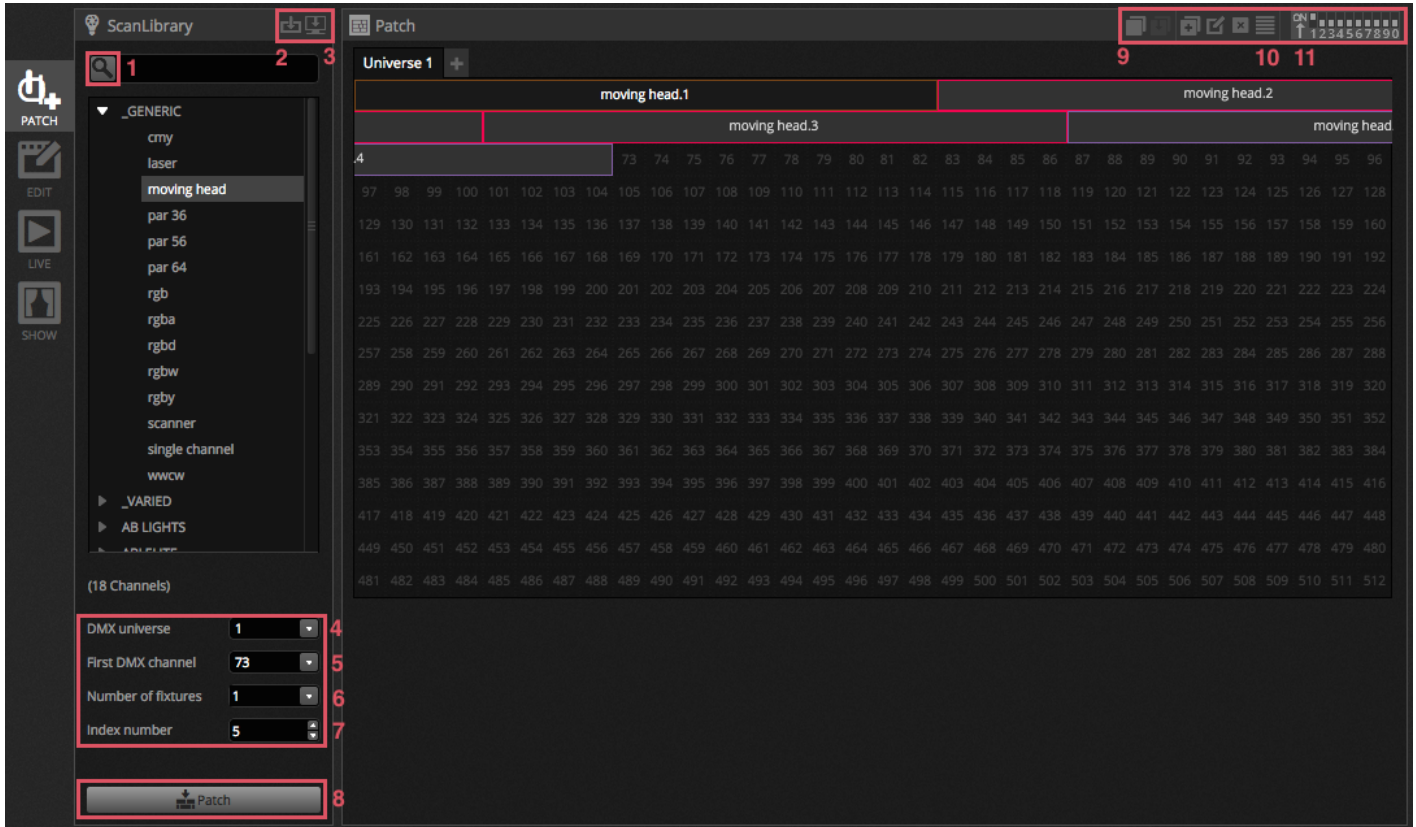 ScanLibrary
2
3
1
PATCH
EDIT
LIVE
SHOW
_GENERIC
cmy
laser
moving head
par 36
par 56
par 64
rgb
rgba
rgbd
rgbw
rgby
scanner
single channel
wwcw
_VARIED
AB LIGHTS
(18 Channels)
DMX universe 1 4
First DMX channel 73 5
Number of fixtures 1 6
Index number 5 7
Patch 8
Patch
ON
1234567890
9 10 11
Universe 1 +
moving head.1 moving head.2
moving head.3 moving head
.4 73 74 75 76 77 78 79 80 81 82 83 84 85 86 87 88 89 90 91 92 93 94 95 96
97 98 99 100 101 102 103 104 105 106 107 108 109 110 111 112 113 114 115 116 117 118 119 120 121 122 123 124 125 126 127 128
129 130 131 132 133 134 135 136 137 138 139 140 141 142 143 144 145 146 147 148 149 150 151 152 153 154 155 156 157 158 159 160
161 162 163 164 165 166 167 168 169 170 171 172 173 174 175 176 177 178 179 180 181 182 183 184 185 186 187 188 189 190 191 192
193 194 195 196 197 198 199 200 201 202 203 204 205 206 207 208 209 210 211 212 213 214 215 216 217 218 219 220 221 222 223 224
225 226 227 228 229 230 231 232 233 234 235 236 237 238 239 240 241 242 243 244 245 246 247 248 249 250 251 252 253 254 255 256
257 258 259 260 261 262 263 264 265 266 267 268 269 270 271 272 273 274 275 276 277 278 279 280 281 282 283 284 285 286 287 288
289 290 291 292 293 294 295 296 297 298 299 300 301 302 303 304 305 306 307 308 309 310 311 312 313 314 315 316 317 318 319 320
321 322 323 324 325 326 327 328 329 330 331 332 333 334 335 336 337 338 339 340 341 342 343 344 345 346 347 348 349 350 351 352
353 354 355 356 357 358 359 360 361 362 363 364 365 366 367 368 369 370 371 372 373 374 375 376 377 378 379 380 381 382 383 384
385 386 387 388 389 390 391 392 393 394 395 396 397 398 399 400 401 402 403 404 405 406 407 408 409 410 411 412 413 414 415 416
417 418 419 420 421 422 423 424 425 426 427 428 429 430 431 432 433 434 435 436 437 438 439 440 441 442 443 444 445 446 447 448
449 450 451 452 453 454 455 456 457 458 459 460 461 462 463 464 465 466 467 468 469 470 471 472 473 474 475 476 477 478 479 480
481 482 483 484 485 486 487 488 489 490 491 492 493 494 495 496 497 498 499 500 501 502 503 504 505 506 507 508 509 510 511 512